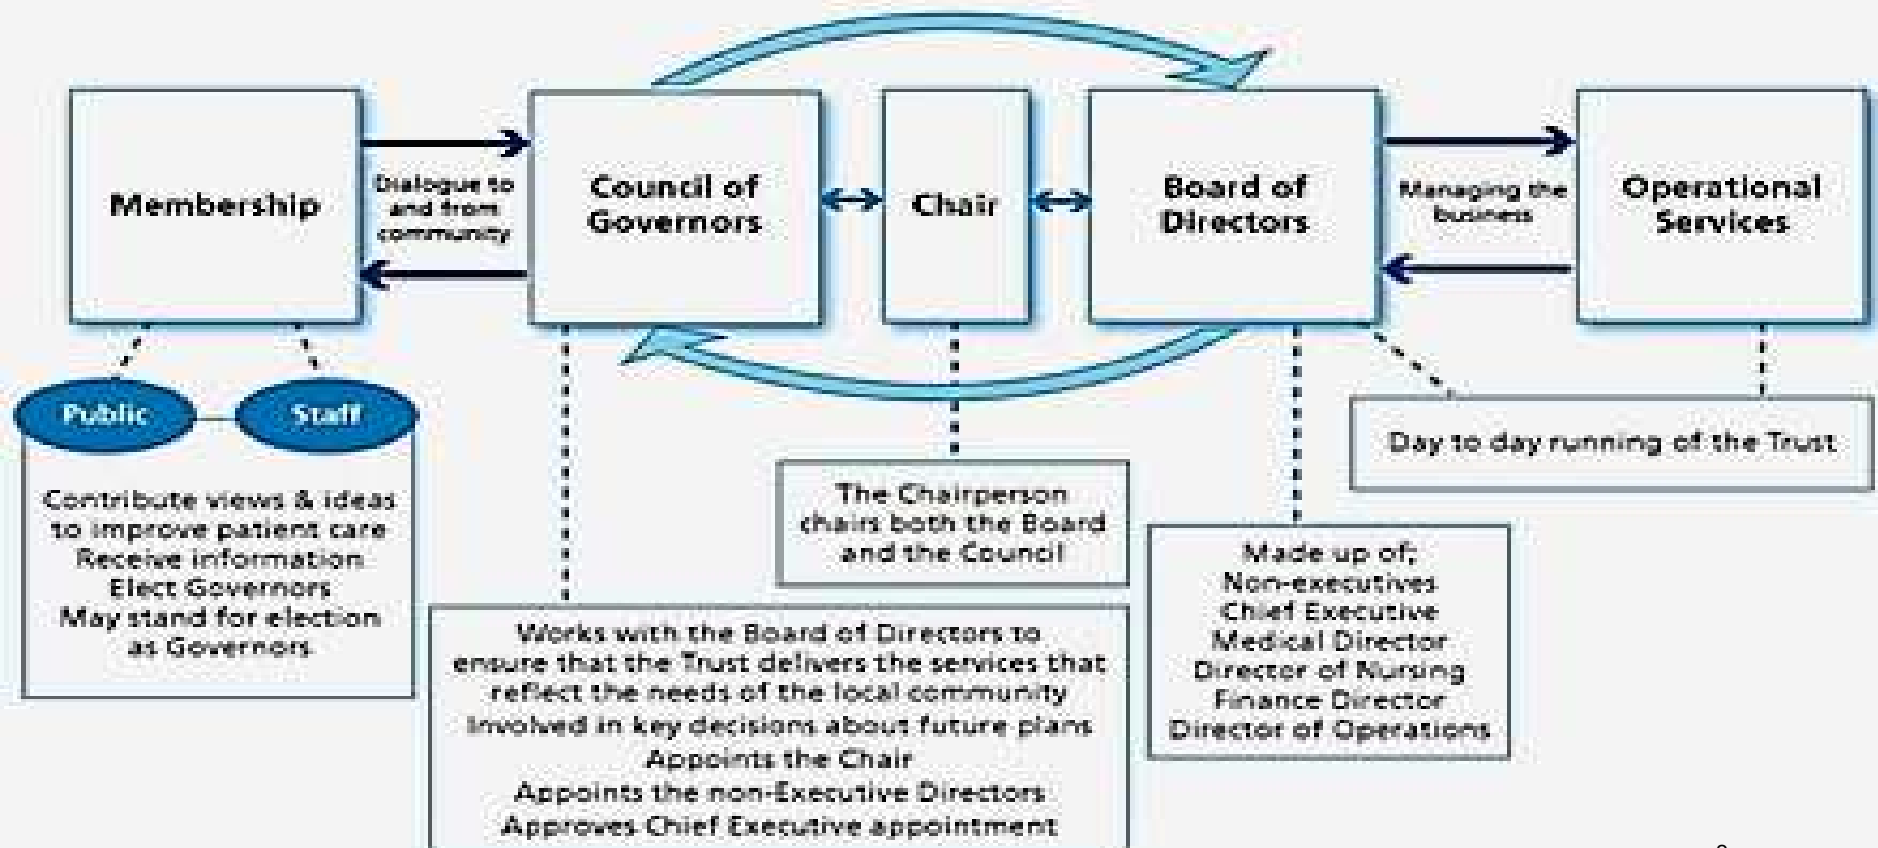 Membership
Dialogue to
and from
community
Council of
Governors
Chair
Board of
Directors
Managing the
business
Operational
Services
Public
Staff
Contribute views & ideas
to improve patient care
Receive information
Elect Governors
May stand for election
as Governors
Works with the Board of Directors to
ensure that the Trust delivers the services that
reflect the needs of the local community
Involved in key decisions about future plans
Appoints the Chair
Appoints the non-Executive Directors
Approves Chief Executive appointment
The Chairperson
chairs both the Board
and the Council
Made up of;
Non-executives
Chief Executive
Medical Director
Director of Nursing
Finance Director
Director of Operations
Day to day running of the Trust